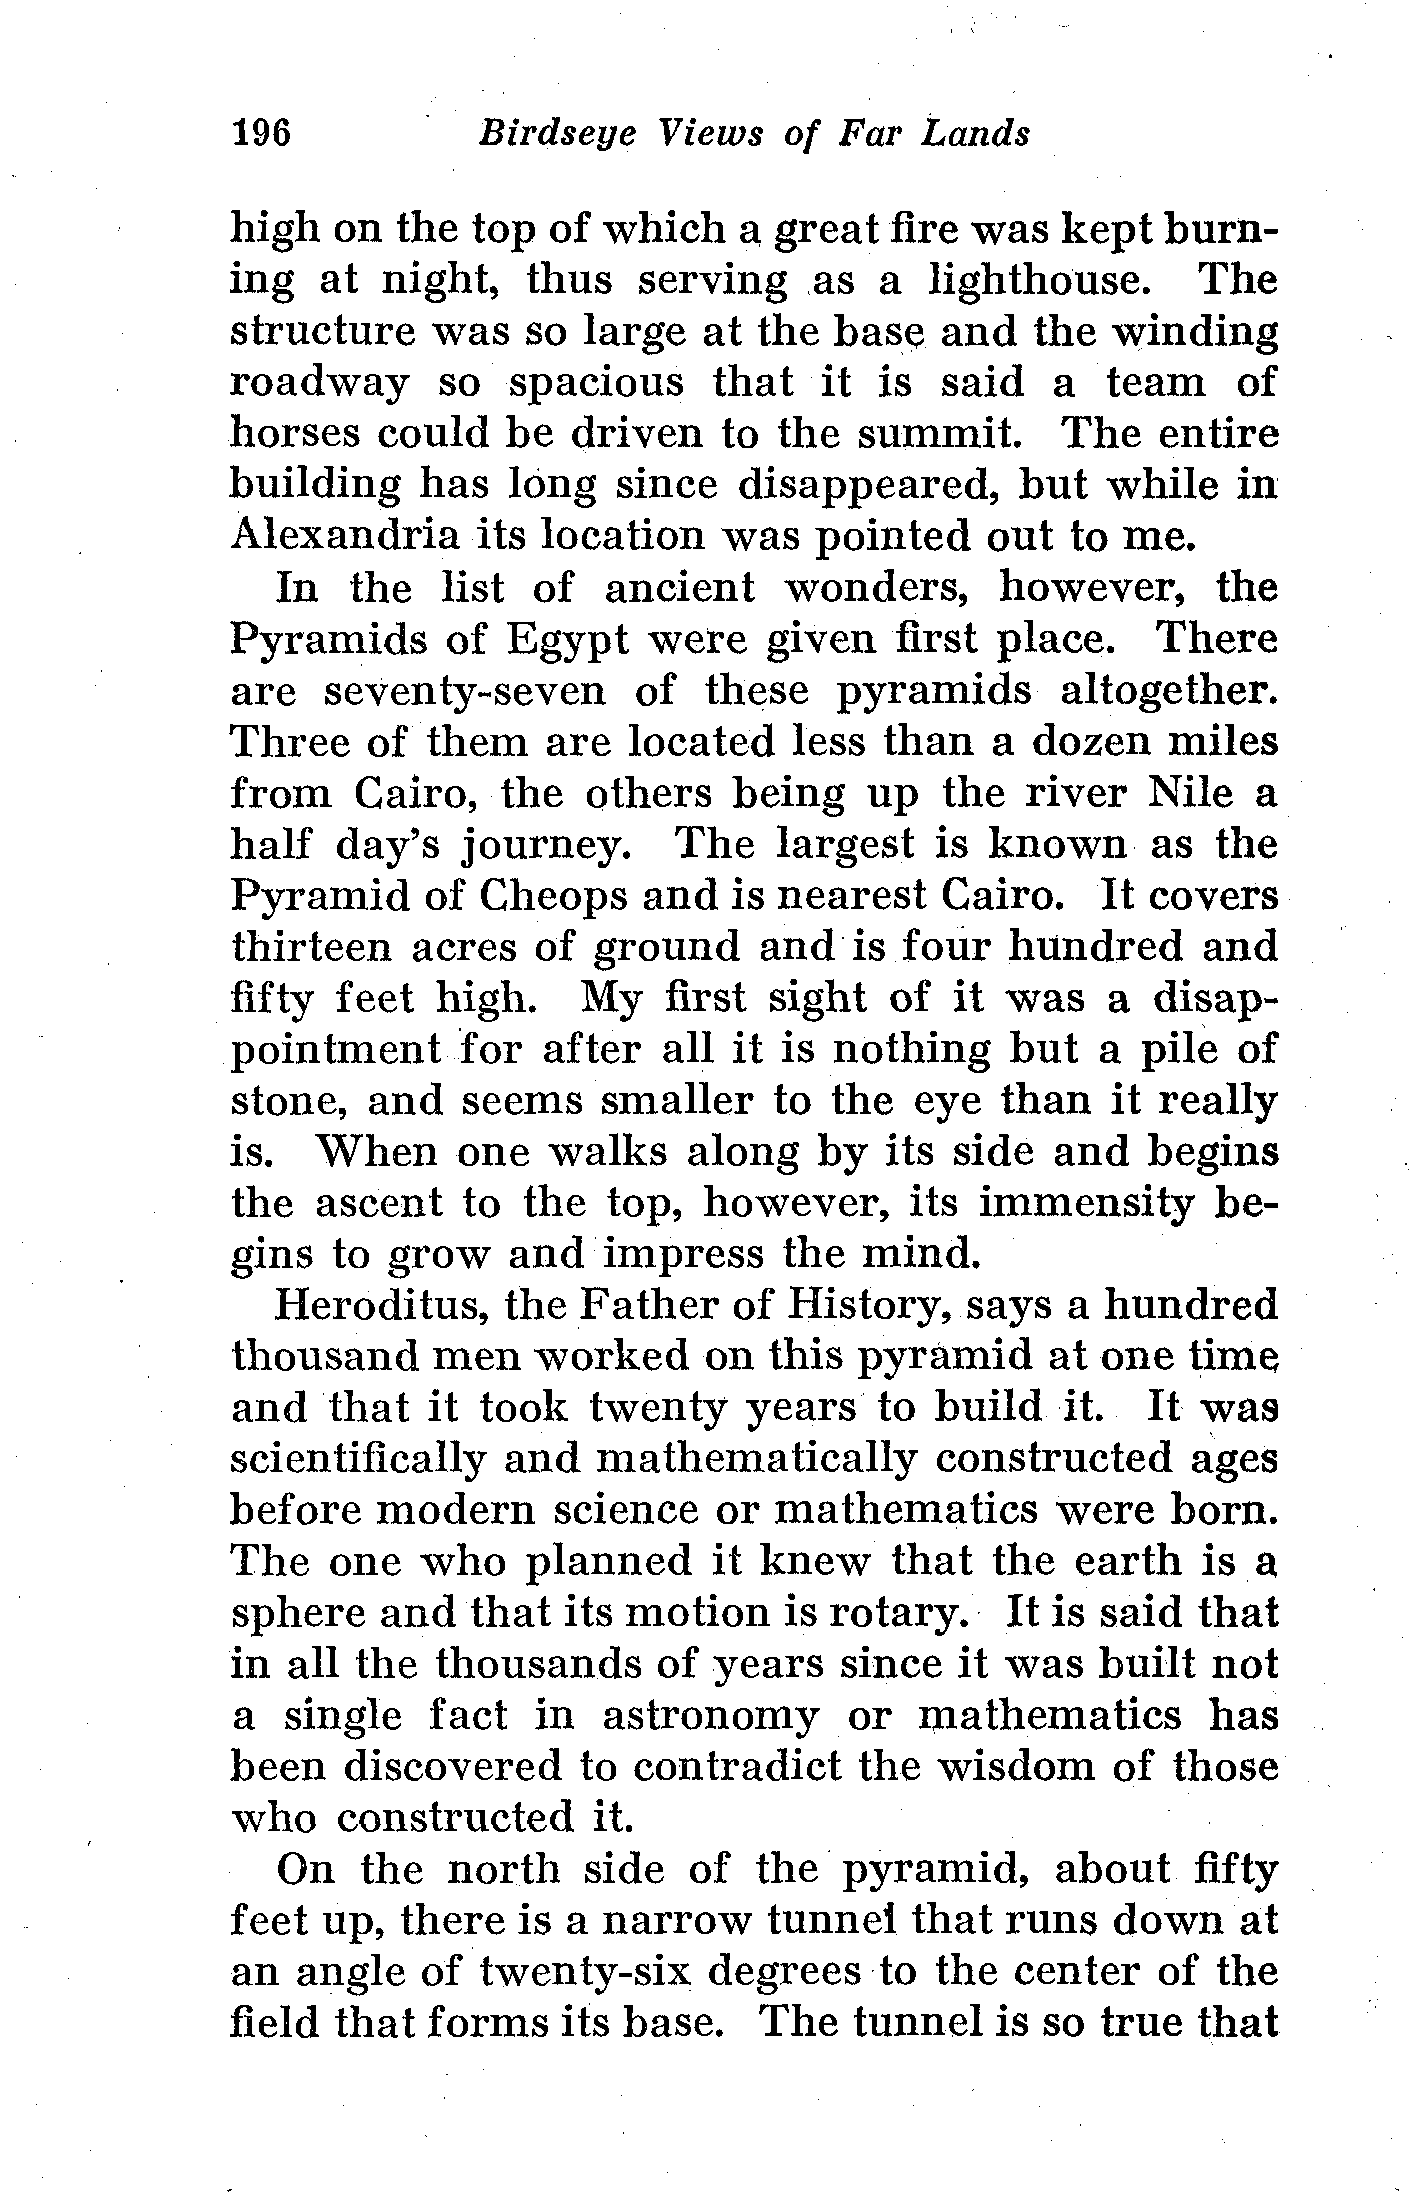 196 Birdseye Views of Far Lands
high on the top of which a great fire was kept burn-
ing at night, thus serving as a lighthouse. The
structure was so large at the base and the winding
roadway so spacious that it is said a team of
horses could be driven to the summit. The entire
building has long since disappeared, but while in
Alexandria its location was pointed out to me.
In the list of ancient wonders, however, the
Pyramids of Egypt were given first place. There
are seventy-seven of these pyramids altogether.
Three of them are located less than a dozen miles
from Cairo, the others being up the river Nile a
half day's journey. The largest is known as the
Pyramid of Cheops and is nearest Cairo. It covers
thirteen acres of ground and is four hundred and
fifty feet high. My first sight of it was a disap-
pointment for after all it is nothing but a pile of
stone, and seems smaller to the eye than it really
is. When one walks along by its side and begins
the ascent to the top, however, its immensity be-
gins to grow and impress the mind.
Heroditus, the Father of History, says a hundred
thousand men worked on this pyramid at one time
and that it took twenty years to build it. It was
scientifically and mathematically constructed ages
before modern science or mathematics were born.
The one who planned it knew that the earth is a
sphere and that its motion is rotary. It is said that
in all the thousands of years since it was built not
a single fact in astronomy or mathematics has
been discovered to contradict the wisdom of those
who constructed it.
On the north side of the pyramid, about fifty
feet up, there is a narrow tunnel that runs down at
an angle of twenty-six degrees to the center of the
field that forms its base. The tunnel is so true that